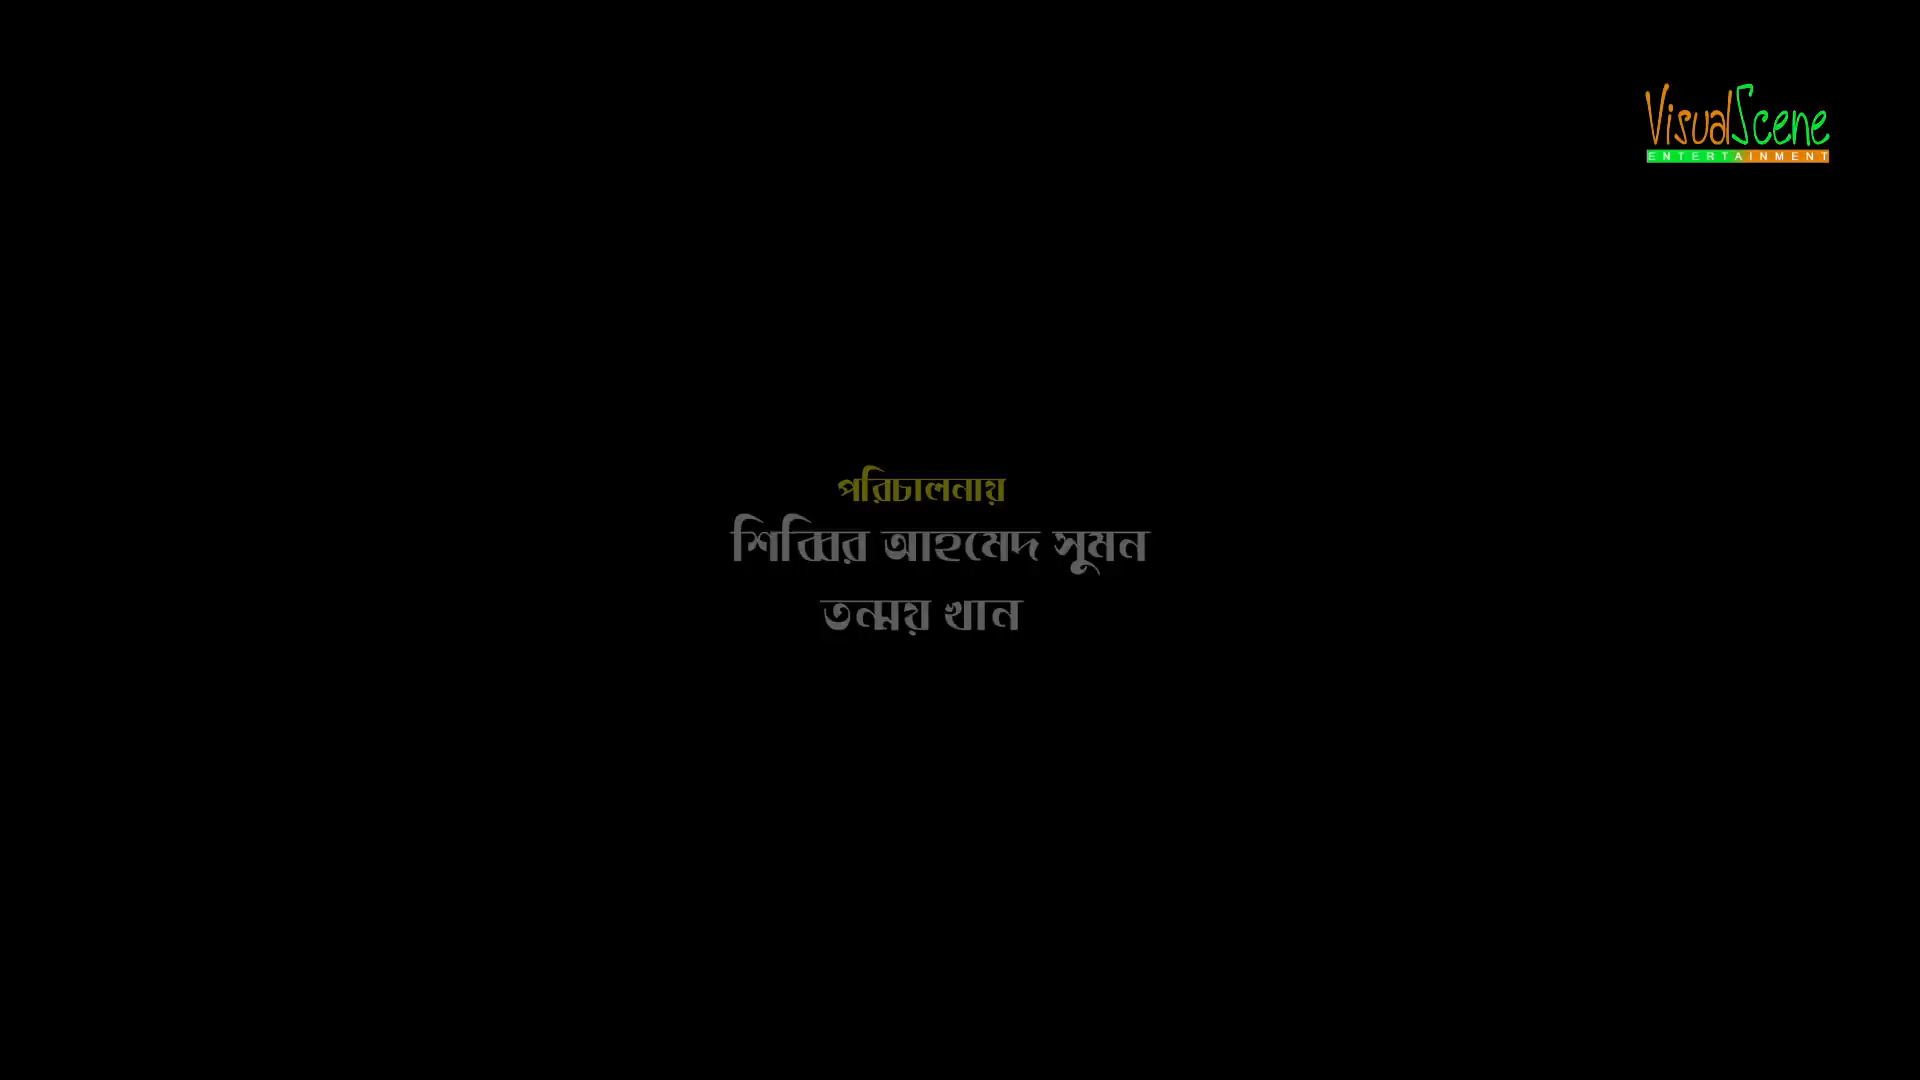 VisualScene
ENTERTAINMENT
পরিচালনায়
শিব্বির আহমেদ সুমন
তন্ময় খান